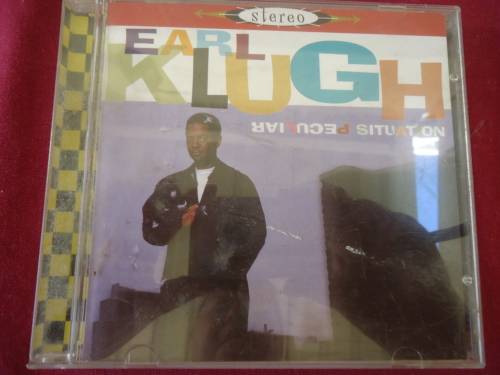 stereo
EARL
KLUGH
PECULIAR SITUATION